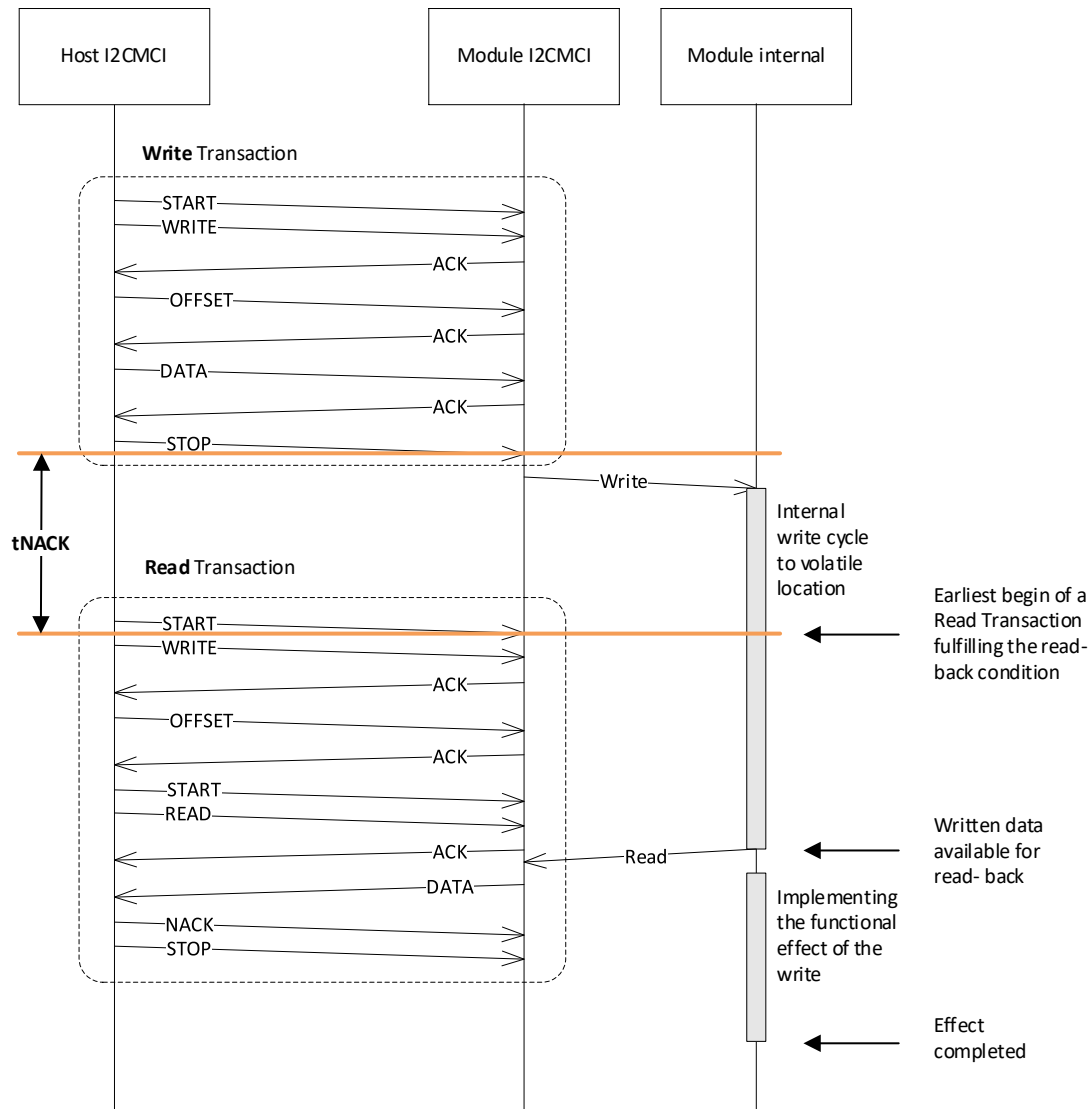 Host I2CMCI
Module I2CMCI
Module internal
Write Transaction
START
WRITE
ACK
OFFSET
ACK
DATA
ACK
STOP
Write
Internal
write cycle
to volatile
location
tNACK
Read Transaction
START
WRITE
Earliest begin of a
Read Transaction
fulfilling the read-
back condition
ACK
OFFSET
ACK
START
READ
ACK
Read
Written data
available for
read- back
DATA
NACK
STOP
Implementing
the functional
effect of the
write
Effect
completed